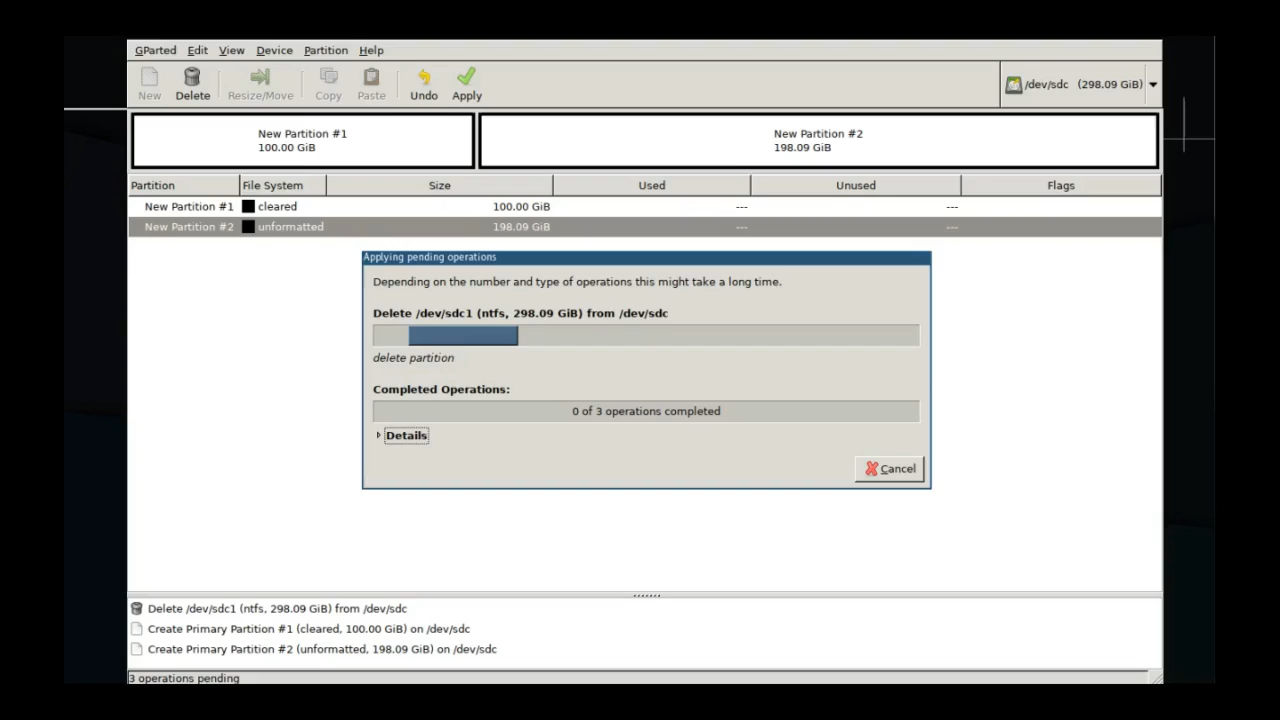 GParted Edit View Device Partition Help
New Delete Resize/Move Copy Paste Undo Apply /dev/sdc (298.09 GiB)
New Partition #1 New Partition #2
100.00 GiB 198.09 GiB
Partition File System Size Used Unused Flags
New Partition #1 cleared 100.00 GiB --- ---
New Partition #2 unformatted 198.09 GiB --- ---
Applying pending operations
Depending on the number and type of operations this might take a long time.
Delete /dev/sdc1 (ntfs, 298.09 GiB) from /dev/sdc
delete partition
Completed Operations:
0 of 3 operations completed
Details
Cancel
Delete /dev/sdc1 (ntfs, 298.09 GiB) from /dev/sdc
Create Primary Partition #1 (cleared, 100.00 GiB) on /dev/sdc
Create Primary Partition #2 (unformatted, 198.09 GiB) on /dev/sdc
3 operations pending